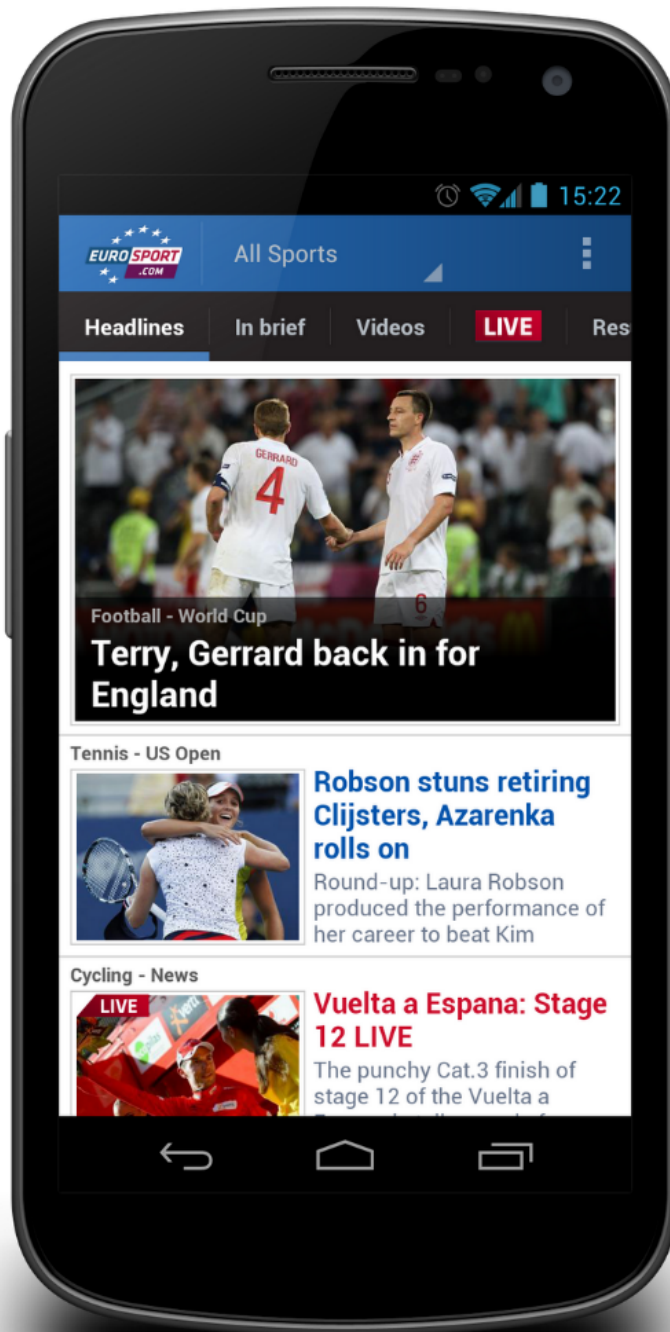 15:22
EUROSPORT
.COM
All Sports
Headlines
In brief
Videos
LIVE
Res
GERRARD
4
6
Football - World Cup
Terry, Gerrard back in for
England
Tennis - US Open
Robson stuns retiring
Clijsters, Azarenka
rolls on
Round-up: Laura Robson
produced the performance of
her career to beat Kim
Cycling - News
LIVE
Vuelta a Espana: Stage
12 LIVE
The punchy Cat.3 finish of
stage 12 of the Vuelta a